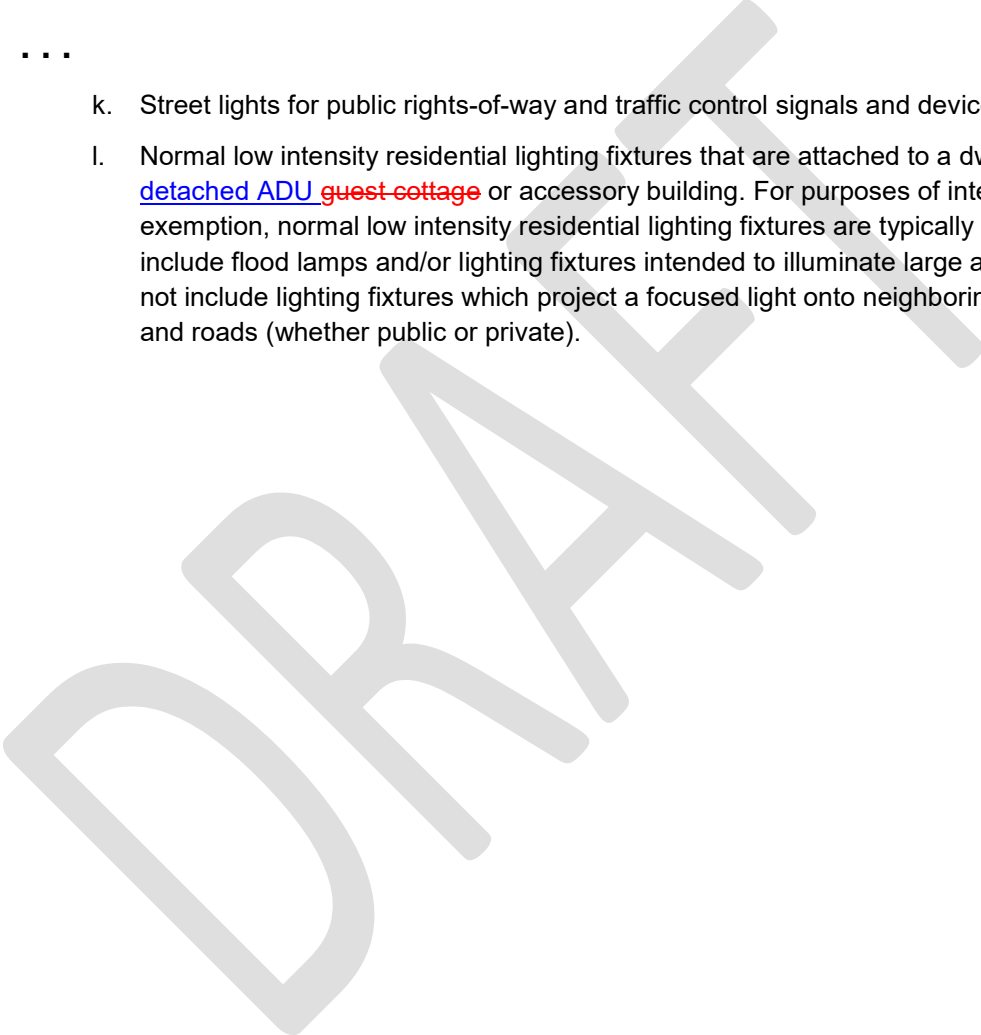 . . .
k. Street lights for public rights-of-way and traffic control signals and devic
l. Normal low intensity residential lighting fixtures that are attached to a
detached ADU guest cottage or accessory building. For purposes of
exemption, normal low intensity residential lighting fixtures are typically
include flood lamps and/or lighting fixtures intended to illuminate large
not include lighting fixtures which project a focused light onto
and roads (whether public or private).
DRAFT